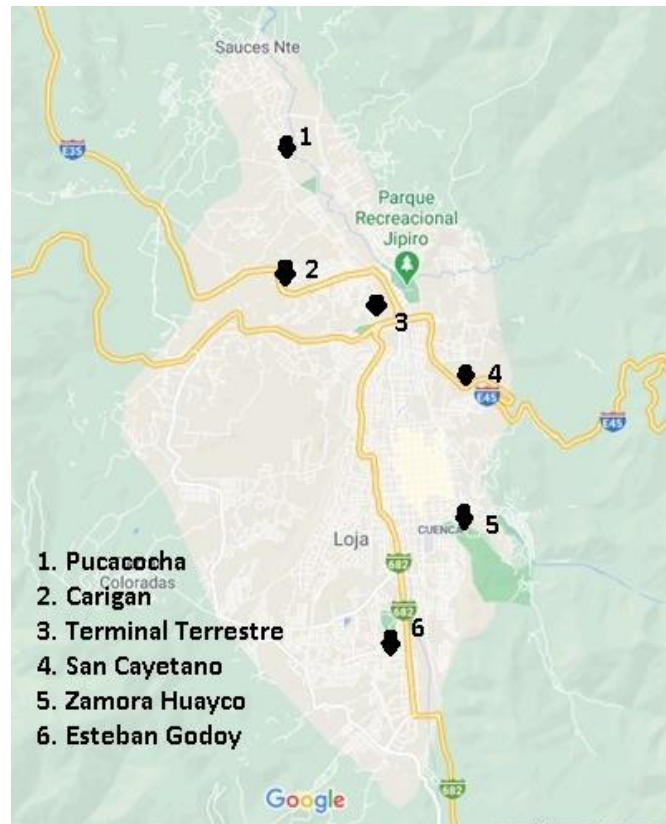 Sauces Nte
1
E35
Parque
Recreacional
Jipiro
2
3
4
E45
E45
5
CUENCA
Loja
682
1. Pucacocha
Coloradas
2. Carigan
682
6
3. Terminal Terrestre
4. San Cayetano
5. Zamora Huayco
6. Esteban Godoy
682
Google